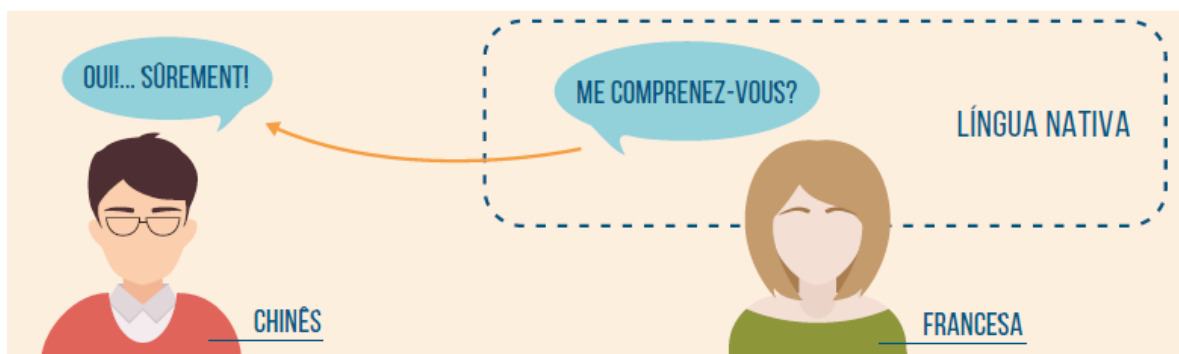 OUI!... SÛREMENT!
ME COMPRENEZ-VOUS?
LÍNGUA NATIVA
CHINÊS
FRANCESA